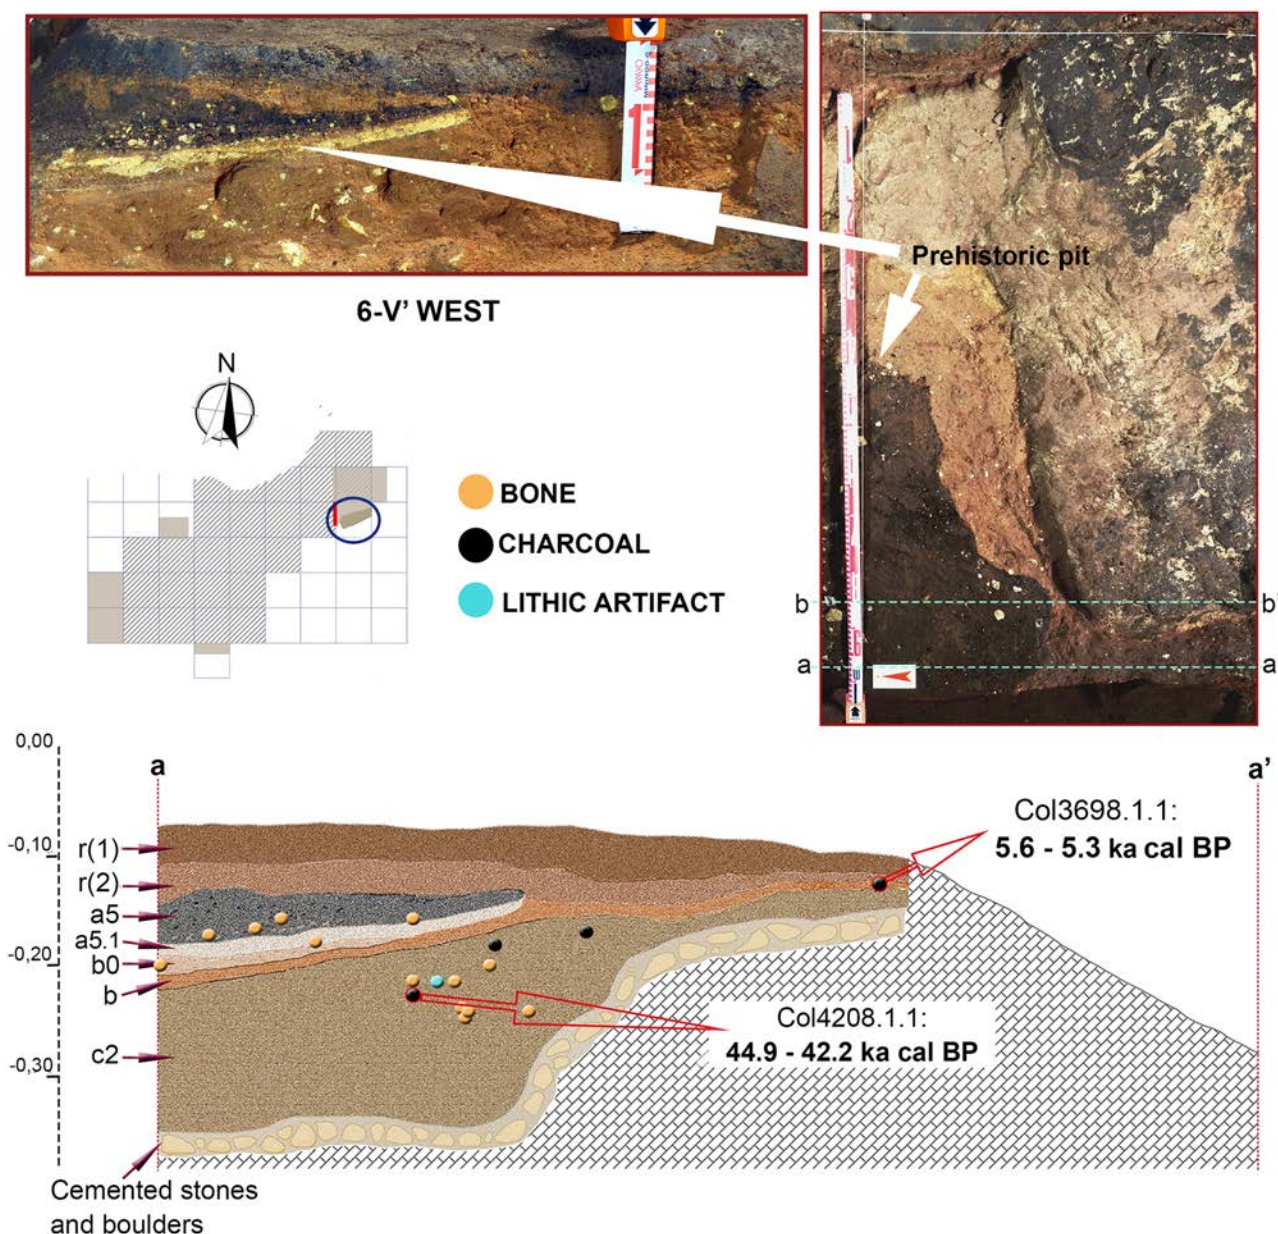 Prehistoric pit
6-V' WEST
N
BONE
CHARCOAL
LITHIC ARTIFACT
b
b'
a
a
0,00
a
a’
Col3698.1.1:
5.6 - 5.3 ka cal BP
-0,10
r(1)
r(2)
a5
a5.1
-0,20
b0
b
Col4208.1.1:
44.9 - 42.2 ka cal BP
c2
-0,30
Cemented stones
and boulders